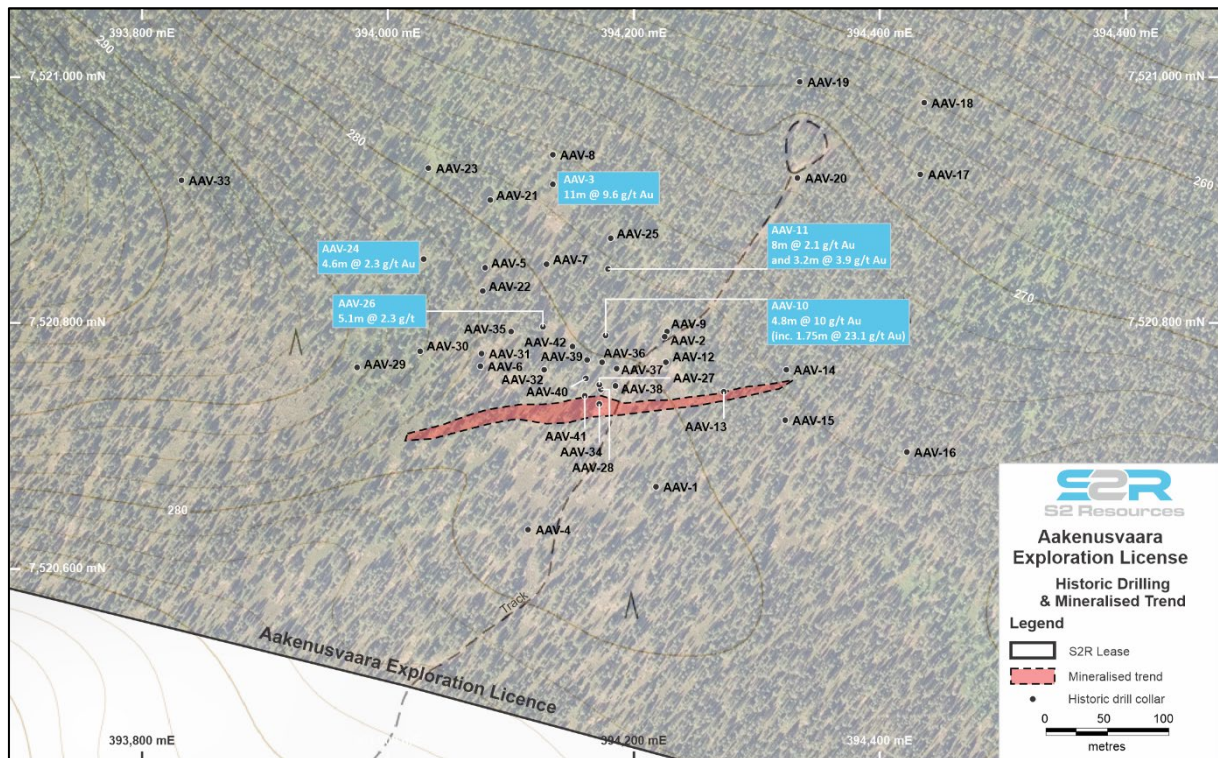 393,800 mE
394,000 mE
394,200 mE
394,400 mE
394,400 mE
290
7,521,000 mN
7,521,000 mN
AAV-19
AAV-18
280
AAV-8
AAV-23
AAV-33
AAV-3
11m @ 9.6 g/t Au
AAV-20
AAV-17
260
AAV-21
AAV-25
AAV-11
8m @ 2.1 g/t Au
and 3.2m @ 3.9 g/t Au
AAV-24
4.6m @ 2.3 g/t Au
AAV-5
AAV-7
AAV-22
270
AAV-26
5.1m @ 2.3 g/t
AAV-10
4.8m @ 10 g/t Au
(inc. 1.75m @ 23.1 g/t Au)
7,520,800 mN
7,520,800 mN
AAV-35
AAV-9
AAV-2
AAV-42
AAV-30
AAV-31
AAV-39
AAV-36
AAV-12
AAV-29
AAV-6
AAV-37
AAV-14
AAV-32
AAV-27
AAV-40
AAV-38
AAV-15
AAV-13
AAV-41
AAV-34
AAV-28
AAV-16
AAV-1
280
AAV-4
7,520,600 mN
Track
Aakenusvaara Exploration Licence
393,800 mE
394,200 mE
394,400 mE
S2R
S2 Resources
Aakenusvaara
Exploration License
Historic Drilling
& Mineralised Trend
Legend
S2R Lease
Mineralised trend
Historic drill collar
0 50 100
metres